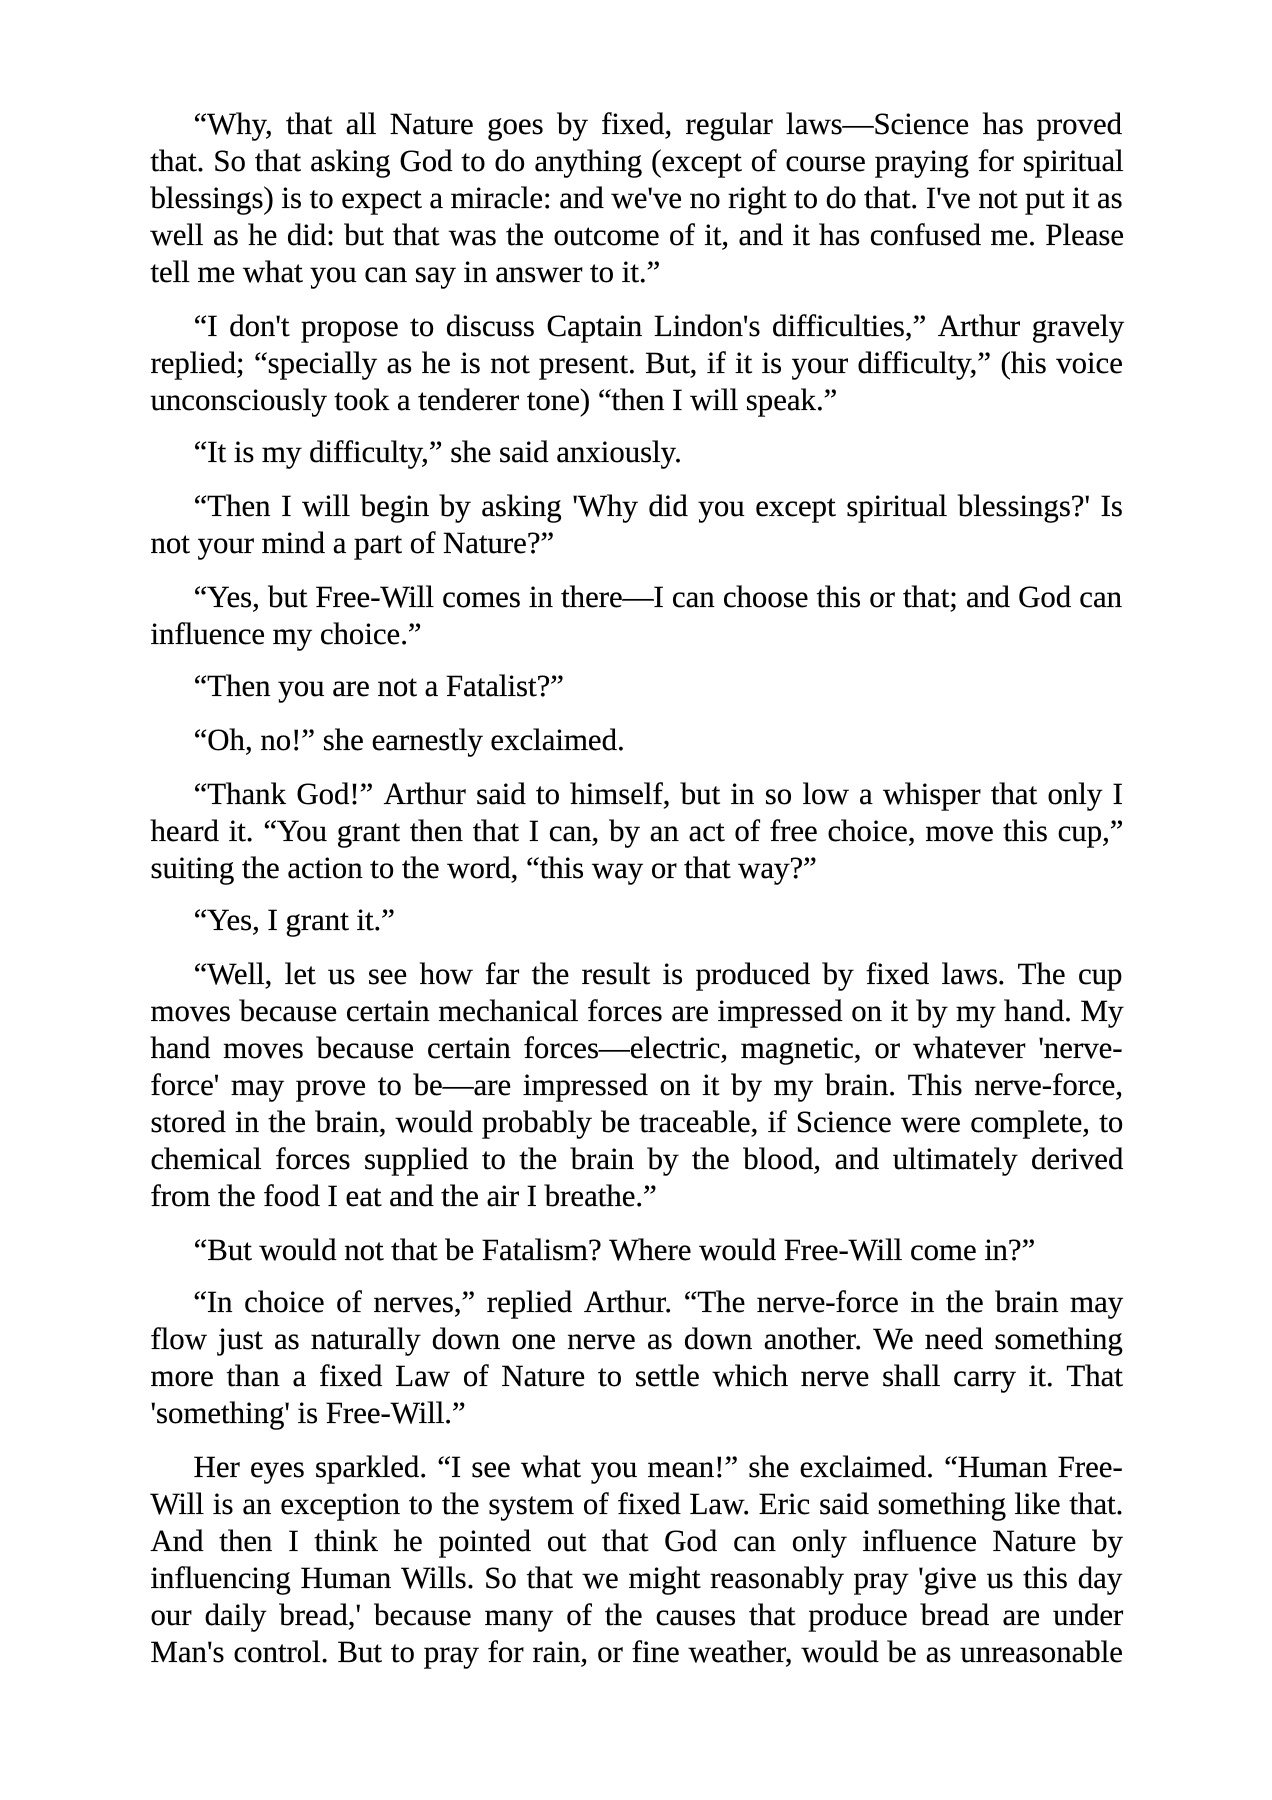 “Why, that all Nature goes by fixed, regular laws—Science has proved
that. So that asking God to do anything (except of course praying for spiritual
blessings) is to expect a miracle: and we've no right to do that. I've not put it as
well as he did: but that was the outcome of it, and it has confused me. Please
tell me what you can say in answer to it.”
“I don't propose to discuss Captain Lindon's difficulties,” Arthur gravely
replied; “specially as he is not present. But, if it is your difficulty,” (his voice
unconsciously took a tenderer tone) “then I will speak.”
“It is my difficulty,” she said anxiously.
“Then I will begin by asking 'Why did you except spiritual blessings?' Is
not your mind a part of Nature?”
“Yes, but Free-Will comes in there—I can choose this or that; and God can
influence my choice.”
“Then you are not a Fatalist?”
“Oh, no!” she earnestly exclaimed.
“Thank God!” Arthur said to himself, but in so low a whisper that only I
heard it. “You grant then that I can, by an act of free choice, move this cup,”
suiting the action to the word, “this way or that way?”
“Yes, I grant it.”
“Well, let us see how far the result is produced by fixed laws. The cup
moves because certain mechanical forces are impressed on it by my hand. My
hand moves because certain forces—electric, magnetic, or whatever 'nerve-
force' may prove to be—are impressed on it by my brain. This nerve-force,
stored in the brain, would probably be traceable, if Science were complete, to
chemical forces supplied to the brain by the blood, and ultimately derived
from the food I eat and the air I breathe.”
“But would not that be Fatalism? Where would Free-Will come in?”
“In choice of nerves,” replied Arthur. “The nerve-force in the brain may
flow just as naturally down one nerve as down another. We need something
more than a fixed Law of Nature to settle which nerve shall carry it. That
'something' is Free-Will.”
Her eyes sparkled. “I see what you mean!” she exclaimed. “Human Free-
Will is an exception to the system of fixed Law. Eric said something like that.
And then I think he pointed out that God can only influence Nature by
influencing Human Wills. So that we might reasonably pray 'give us this day
our daily bread,' because many of the causes that produce bread are under
Man's control. But to pray for rain, or fine weather, would be as unreasonable